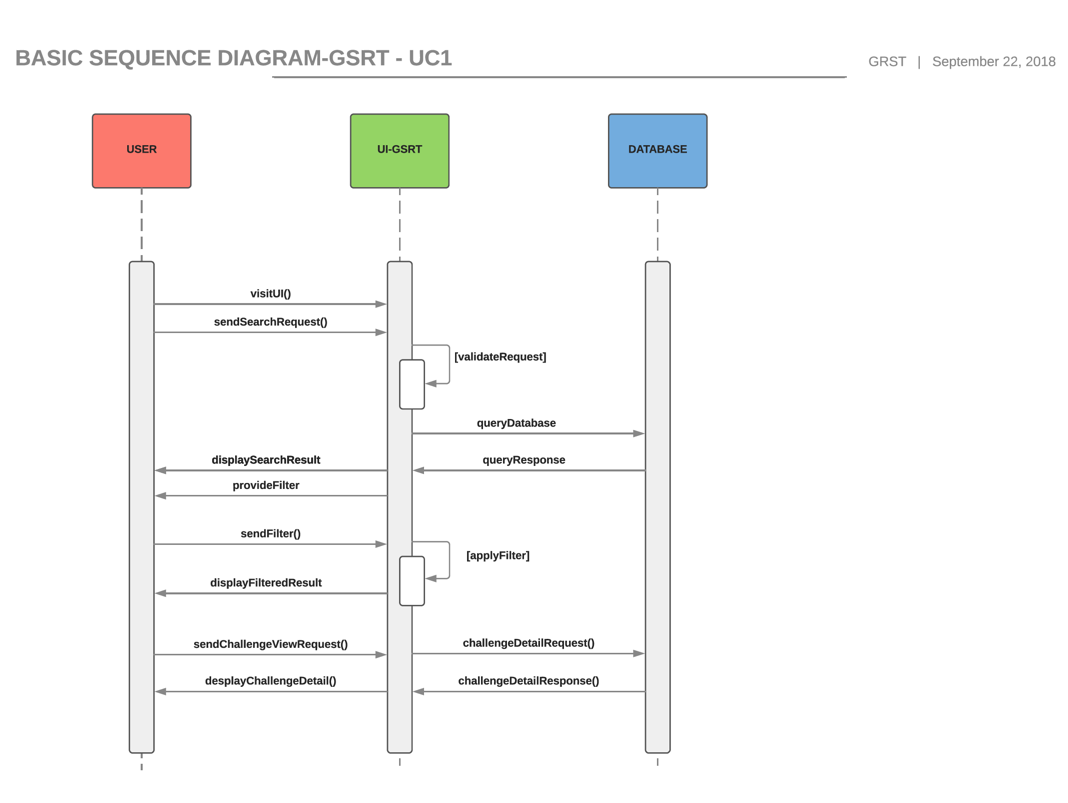 BASIC SEQUENCE DIAGRAM-GSRT - UC1
GRST | September 22, 2018
USER
UI-GSRT
DATABASE
visitUI()
sendSearchRequest()
[validateRequest]
queryDatabase
displaySearchResult
queryResponse
provideFilter
sendFilter()
[applyFilter]
displayFilteredResult
sendChallengeViewRequest()
challengeDetailRequest()
desplayChallengeDetail()
challengeDetailResponse()